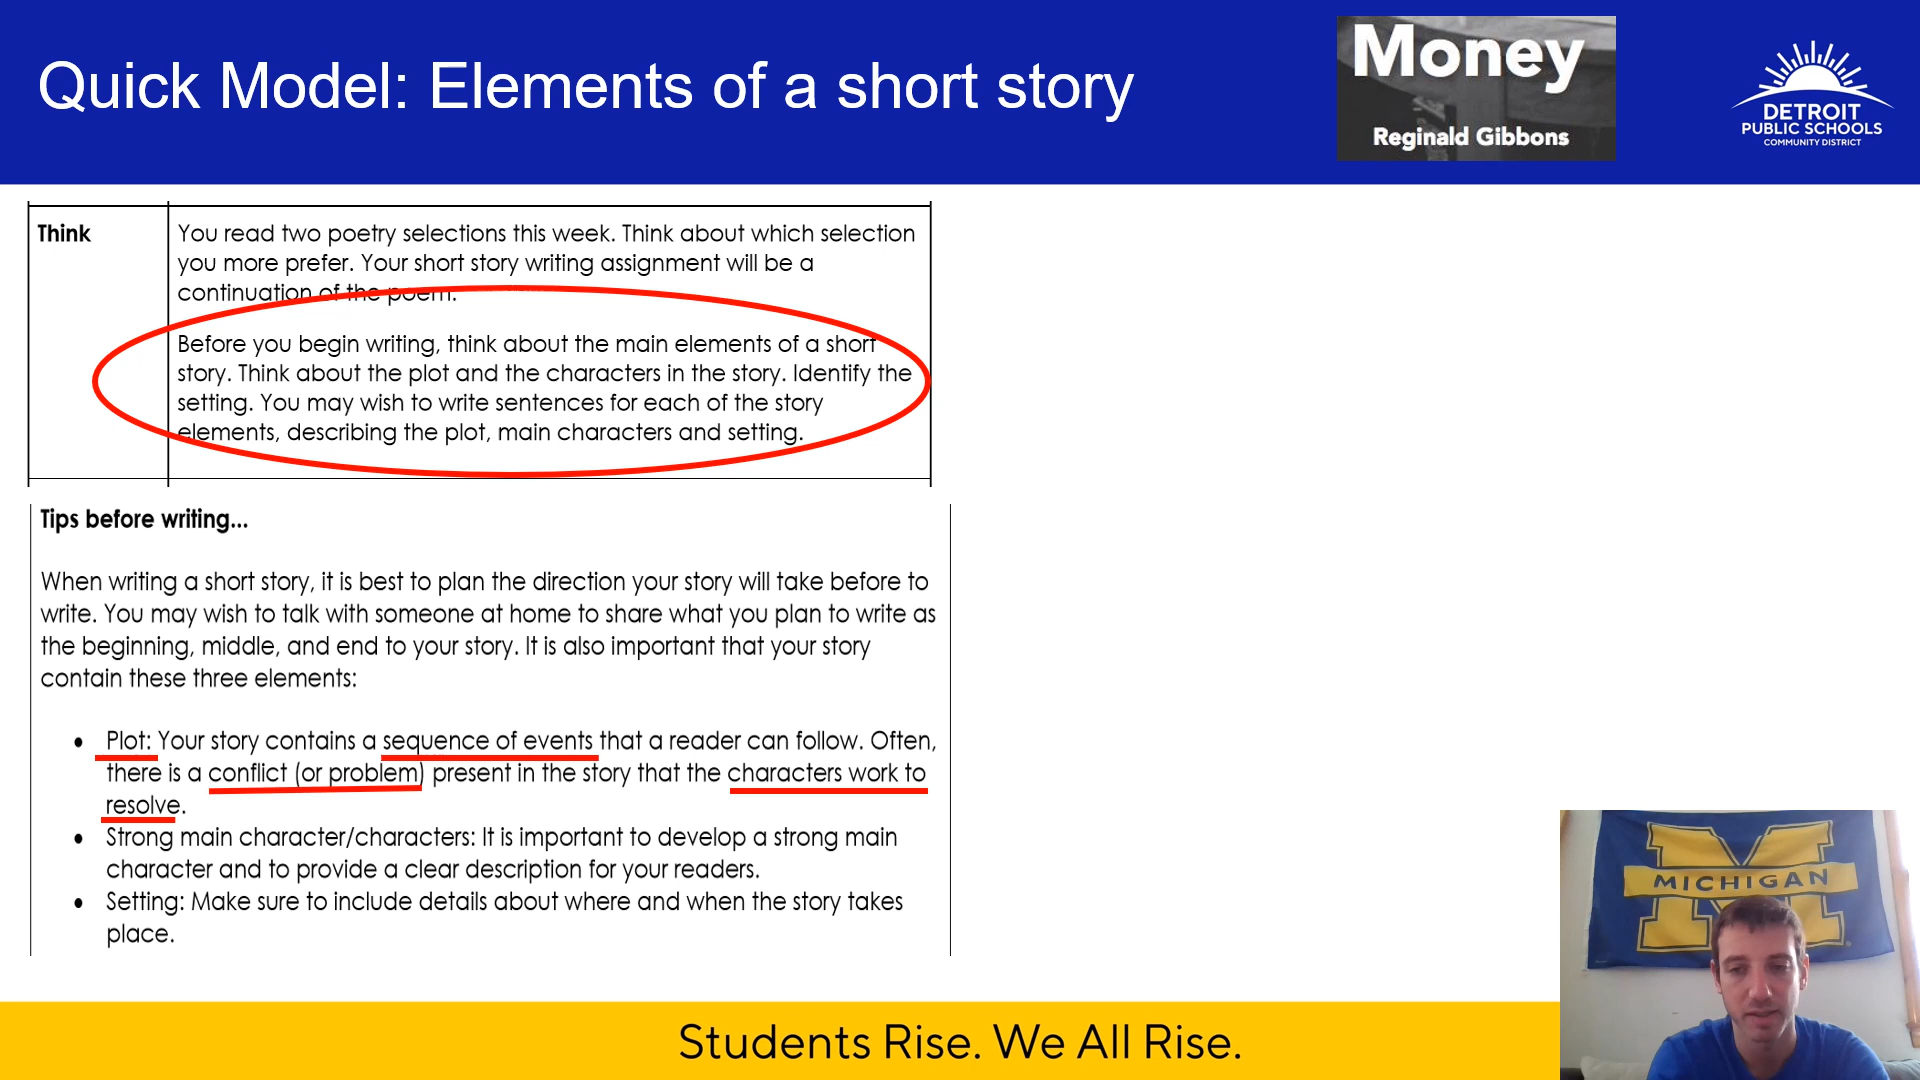 Quick Model: Elements of a short story
Money
Reginald Gibbons
DETROIT
PUBLIC SCHOOLS
COMMUNITY DISTRICT
Think
You read two poetry selections this week. Think about which selection
you more prefer. Your short story writing assignment will be a
continuation of the poem.
Before you begin writing, think about the main elements of a short
story. Think about the plot and the characters in the story. Identify the
setting. You may wish to write sentences for each of the story
elements, describing the plot, main characters and setting.
Tips before writing...
When writing a short story, it is best to plan the direction your story will take before to
write. You may wish to talk with someone at home to share what you plan to write as
the beginning, middle, and end to your story. It is also important that your story
contain these three elements:
• Plot: Your story contains a sequence of events that a reader can follow. Often,
there is a conflict (or problem) present in the story that the characters work to
resolve.
• Strong main character/characters: It is important to develop a strong main
character and to provide a clear description for your readers.
• Setting: Make sure to include details about where and when the story takes
place.
MICHIGAN
Students Rise. We All Rise.